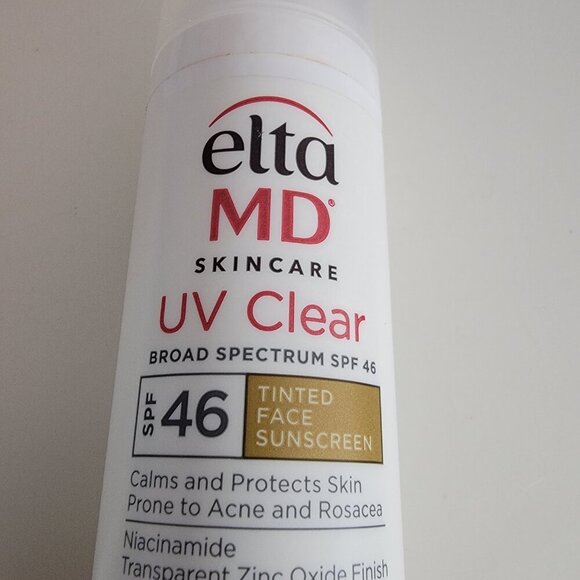 elta
MD®
SKINCARE
UV Clear
BROAD SPECTRUM SPF 46
SPF 46
TINTED
FACE
SUNSCREEN
Calms and Protects Skin
Prone to Acne and Rosacea
Niacinamide
Transparent Zinc Oxide Finish